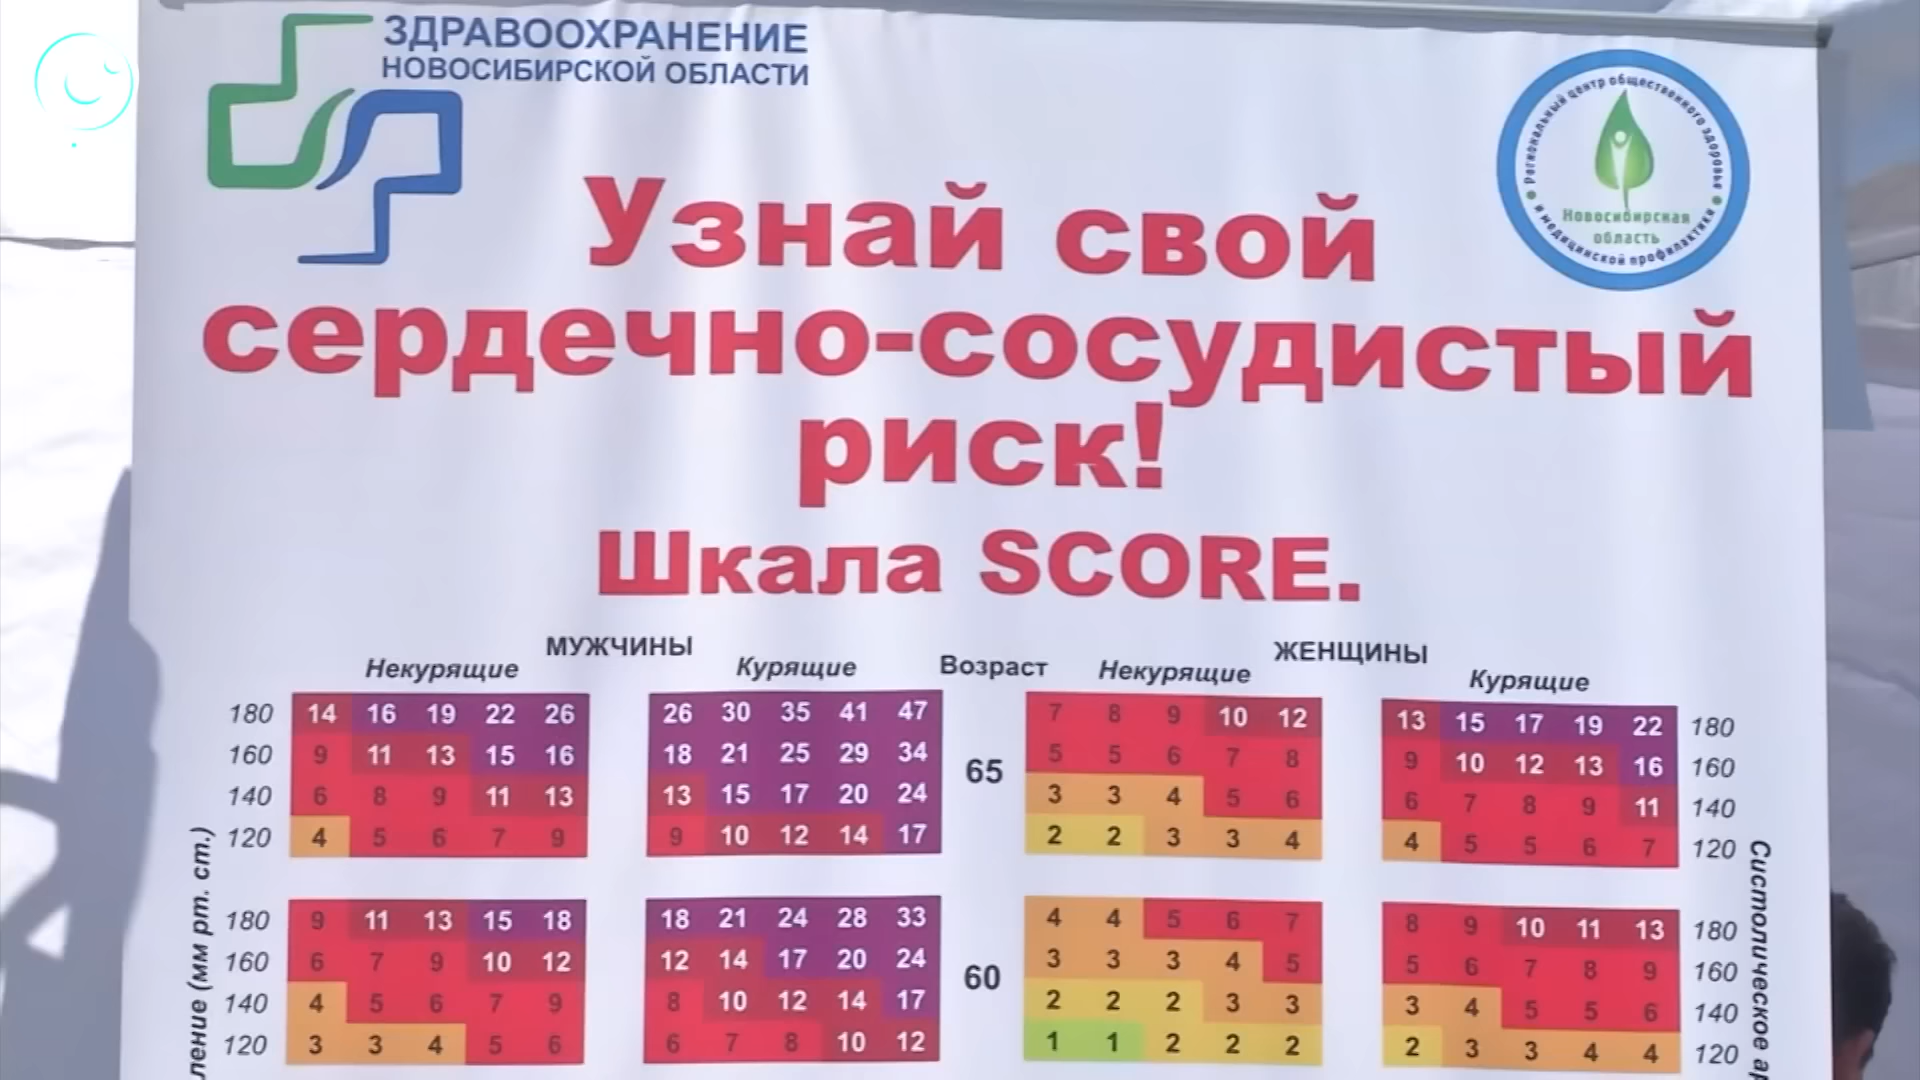 ЗДРАВООХРАНЕНИЕ
НОВОСИБИРСКОЙ ОБЛАСТИ
Региональный центр общественного здоровья
и медицинской профилактики
Новосибирская
область
Узнай свой
сердечно-сосудистый
риск!
Шкала SCORE.
МУЖЧИНЫ ЖЕНЩИНЫ
Некурящие Курящие Возраст Некурящие Курящие
180 14 16 19 22 26 26 30 35 41 47 7 8 9 10 12 13 15 17 19 22 180
160 9 11 13 15 16 18 21 25 29 34 5 5 6 7 8 9 10 12 13 16 160
65
140 6 8 9 11 13 13 15 17 20 24 3 3 4 5 6 6 7 8 9 11 140
120 4 5 6 7 9 9 10 12 14 17 2 2 3 3 4 4 5 5 6 7 120
180 9 11 13 15 18 18 21 24 28 33 4 4 5 6 7 8 9 10 11 13 180
160 6 7 9 10 12 12 14 17 20 24 3 3 3 4 5 5 6 7 8 9 160
60
140 4 5 6 7 9 8 10 12 14 17 2 2 2 3 3 3 4 5 5 6 140
120 3 3 4 5 6 6 7 8 10 12 1 1 2 2 2 2 3 3 4 4 120
ление (мм рт. ст.)
Систолическое ар